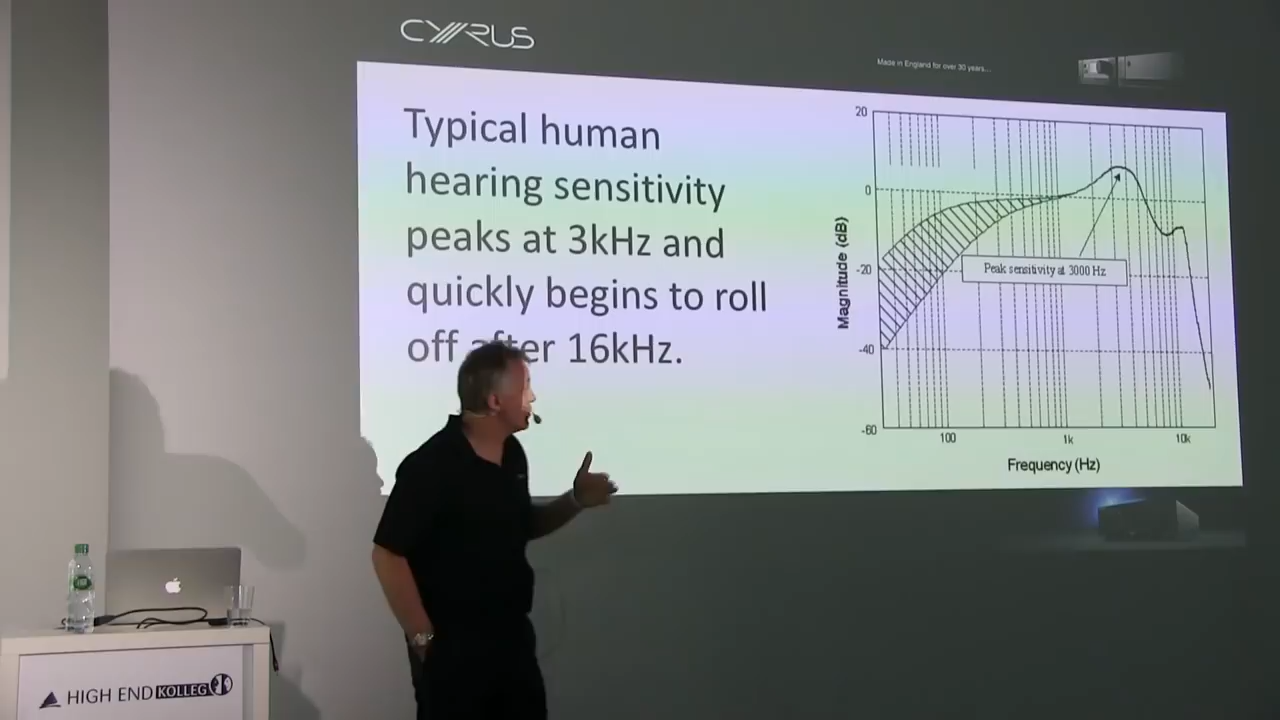 CYRUS
Made in England for over 30 years...
Typical human
hearing sensitivity
peaks at 3kHz and
quickly begins to roll
off after 16kHz.
20
0
-20
-40
-60
Magnitude (dB)
Peak sensitivity at 3000 Hz
100
1k
10k
Frequency (Hz)
HIGH END KOLLEG